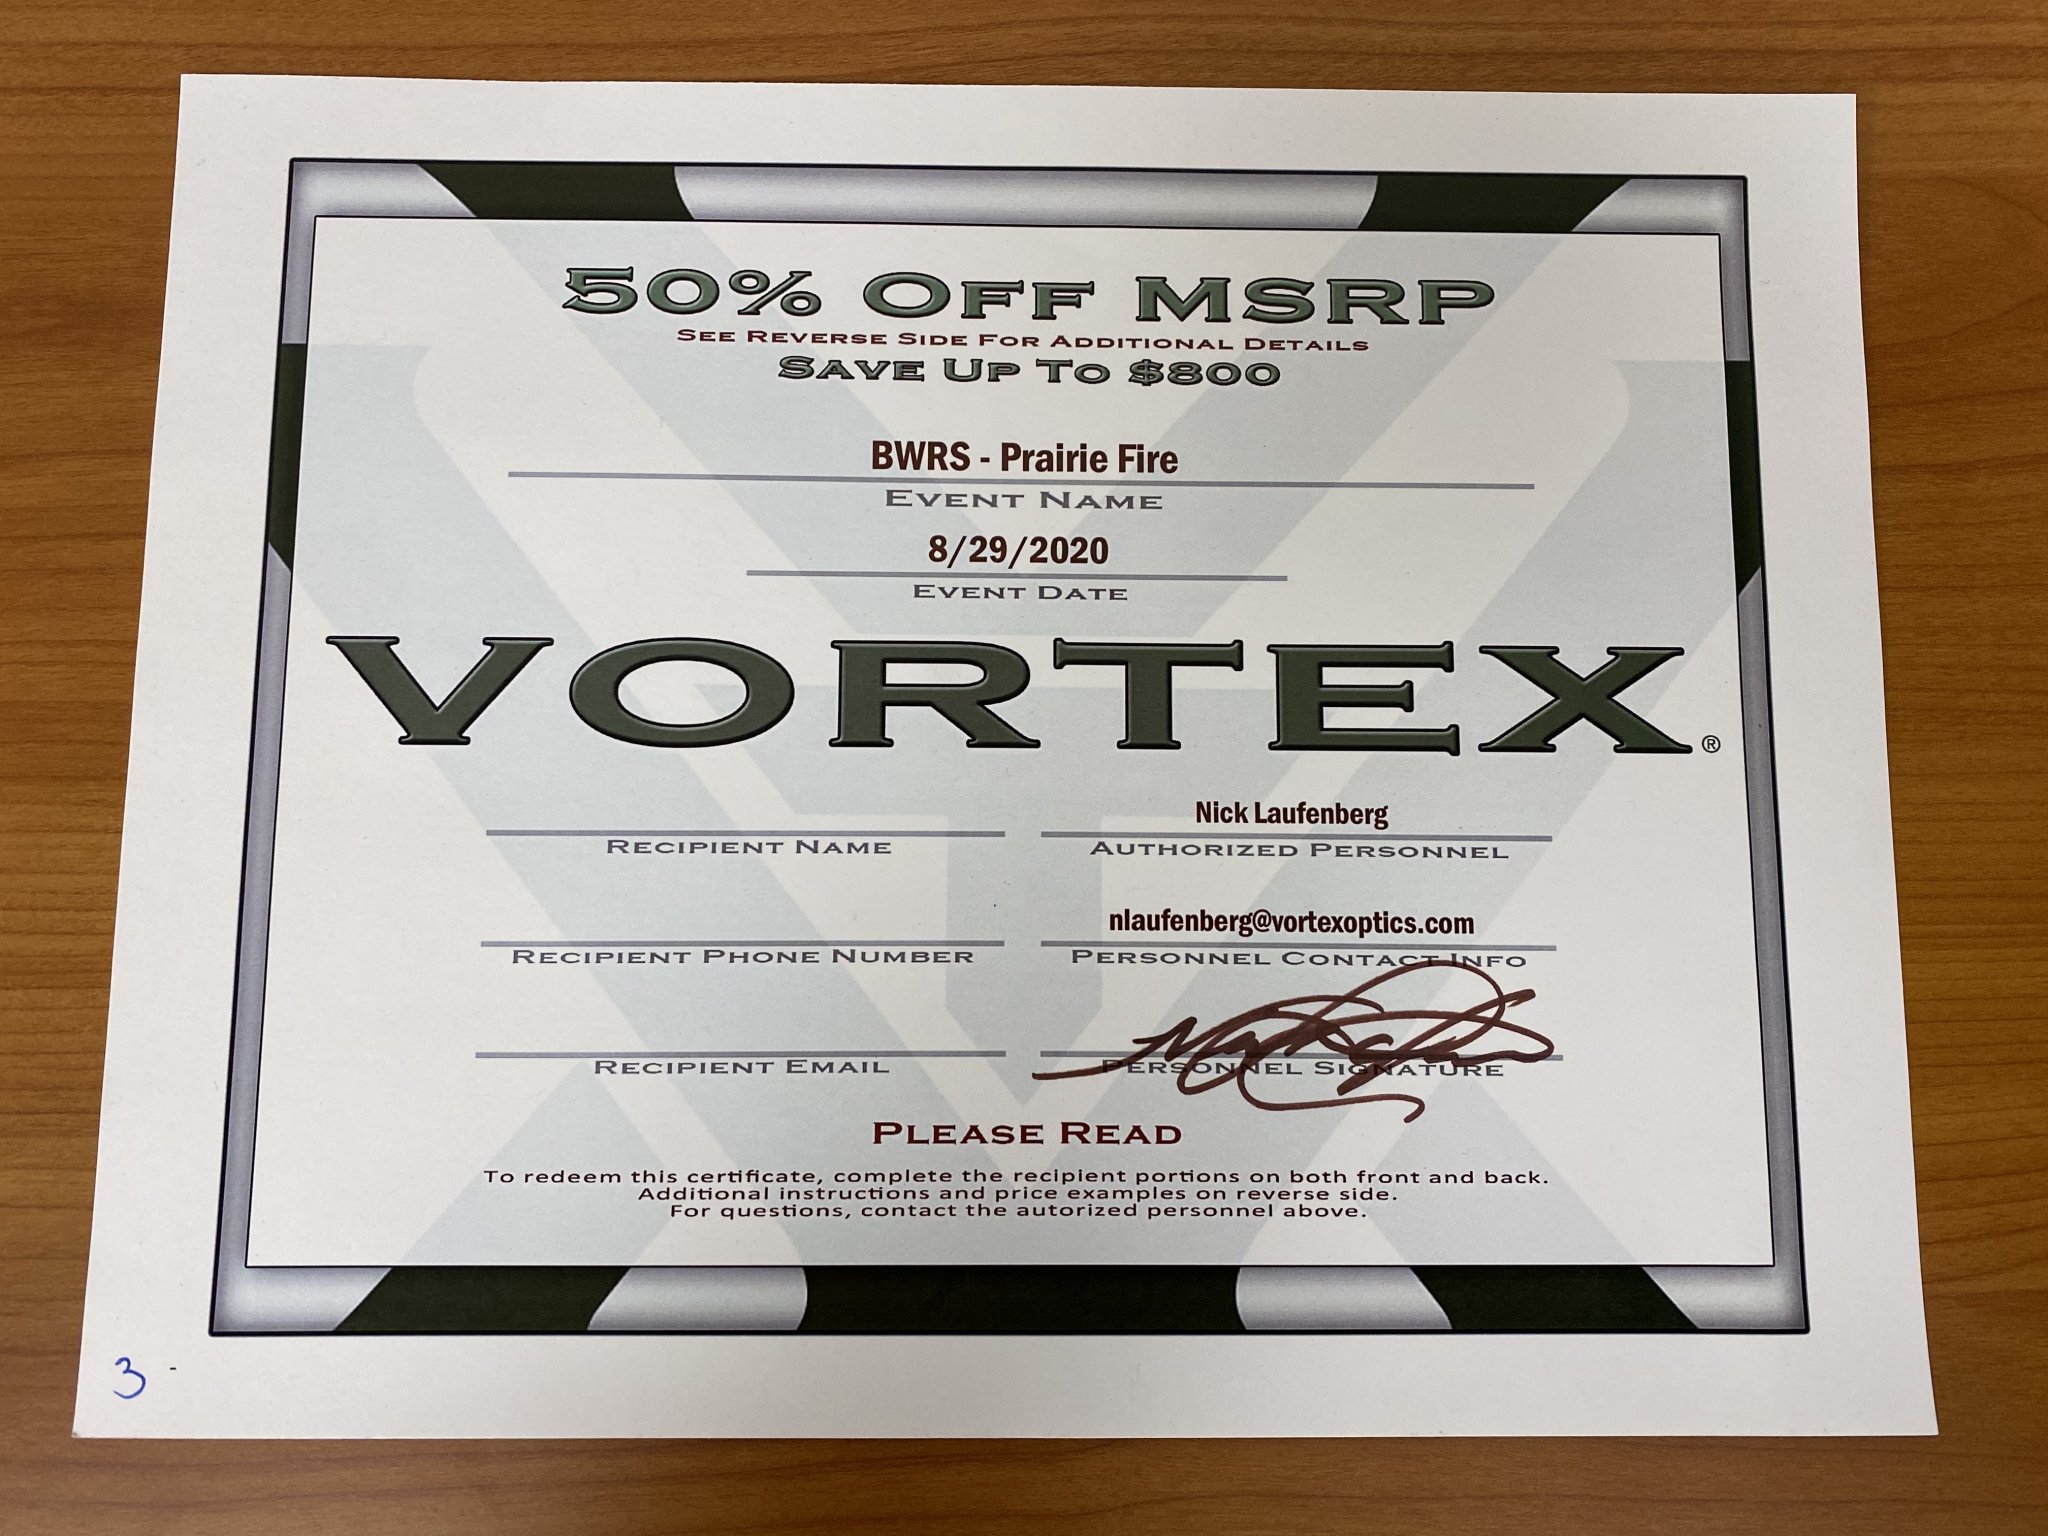 50% OFF MSRP
SEE REVERSE SIDE FOR ADDITIONAL DETAILS
SAVE UP TO $800
BWRS - Prairie Fire
EVENT NAME
8/29/2020
EVENT DATE
VORTEX®
Nick Laufenberg
RECIPIENT NAME AUTHORIZED PERSONNEL
nlaufenberg@vortexoptics.com
RECIPIENT PHONE NUMBER PERSONNEL CONTACT INFO
RECIPIENT EMAIL PERSONNEL SIGNATURE
PLEASE READ
To redeem this certificate, complete the recipient portions on both front and back.
Additional instructions and price examples on reverse side.
For questions, contact the autorized personnel above.
3 -